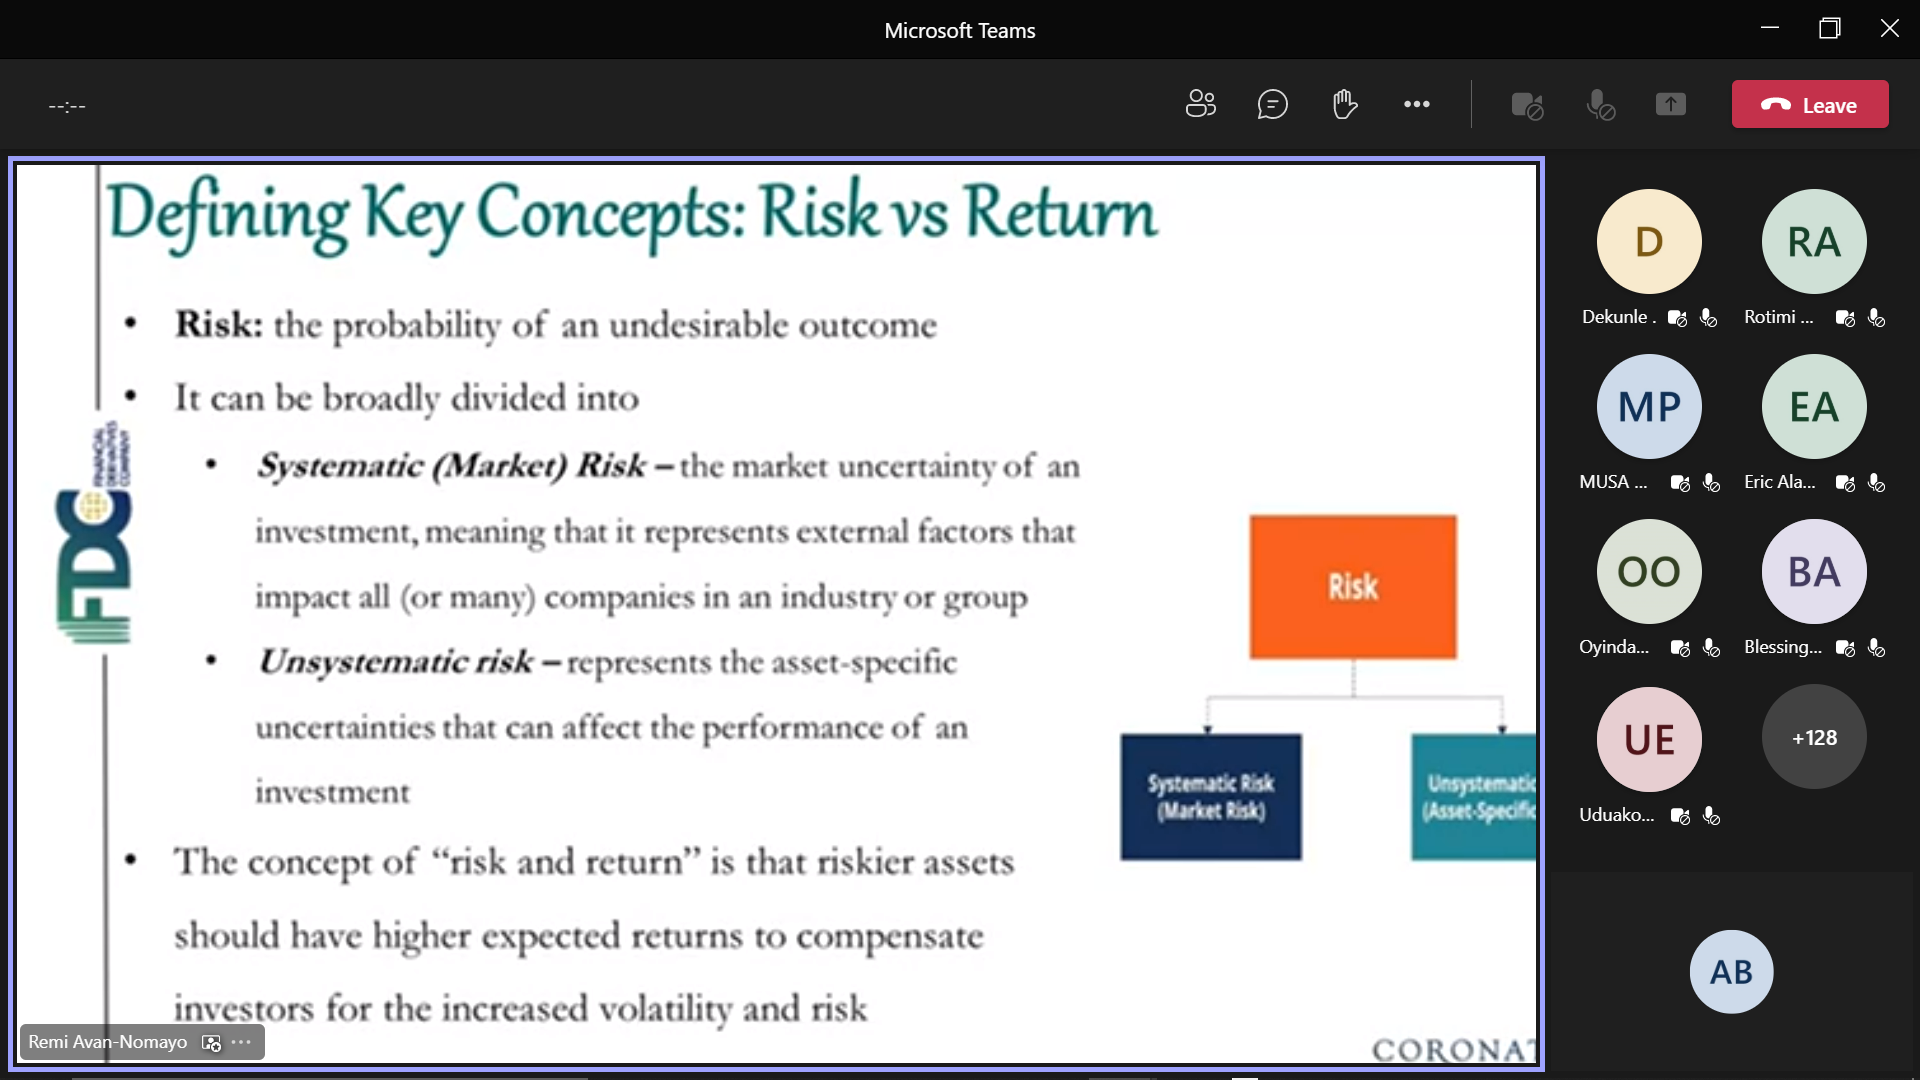 Microsoft Teams
--:--
Leave
Defining Key Concepts: Risk vs Return
• Risk: the probability of an undesirable outcome
• It can be broadly divided into
• Systematic (Market) Risk – the market uncertainty of an
investment, meaning that it represents external factors that
impact all (or many) companies in an industry or group
• Unsystematic risk – represents the asset-specific
uncertainties that can affect the performance of an
investment
• The concept of “risk and return” is that riskier assets
should have higher expected returns to compensate
investors for the increased volatility and risk
FDC
FINANCIAL
DERIVATIVES
COMPANY
Risk
Systematic Risk
(Market Risk)
Unsystematic
(Asset-Specific
CORONAT
Remi Avan-Nomayo
D
Dekunle .
RA
Rotimi ...
MP
MUSA ...
EA
Eric Ala...
OO
Oyinda...
BA
Blessing...
UE
Uduako...
+128
AB